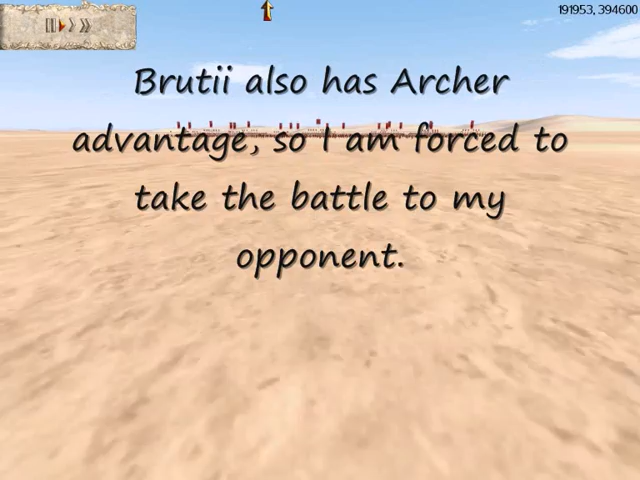 191953, 394600
Brutii also has Archer
advantage, so I am forced to
take the battle to my
opponent.